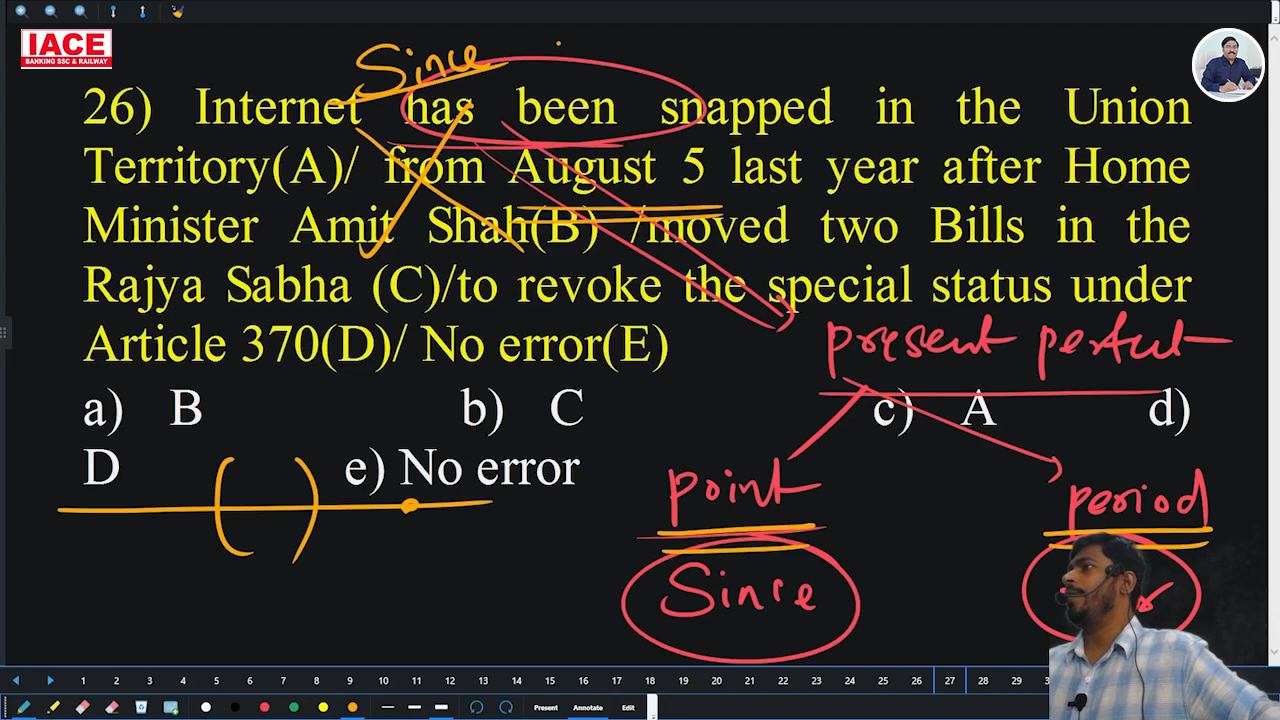 IACE
BANKING SSC & RAILWAY
Since
26) Internet has been snapped in the Union
Territory(A)/ from August 5 last year after Home
Minister Amit Shah(B) /moved two Bills in the
Rajya Sabha (C)/to revoke the special status under
Article 370(D)/ No error(E)
present perfect
a) B b) C c) A d)
D e) No error
point period
Since
1 2 3 4 5 6 7 8 9 10 11 12 13 14 15 16 17 18 19 20 21 22 23 24 25 26 27 28 29
Present Annotate Edit